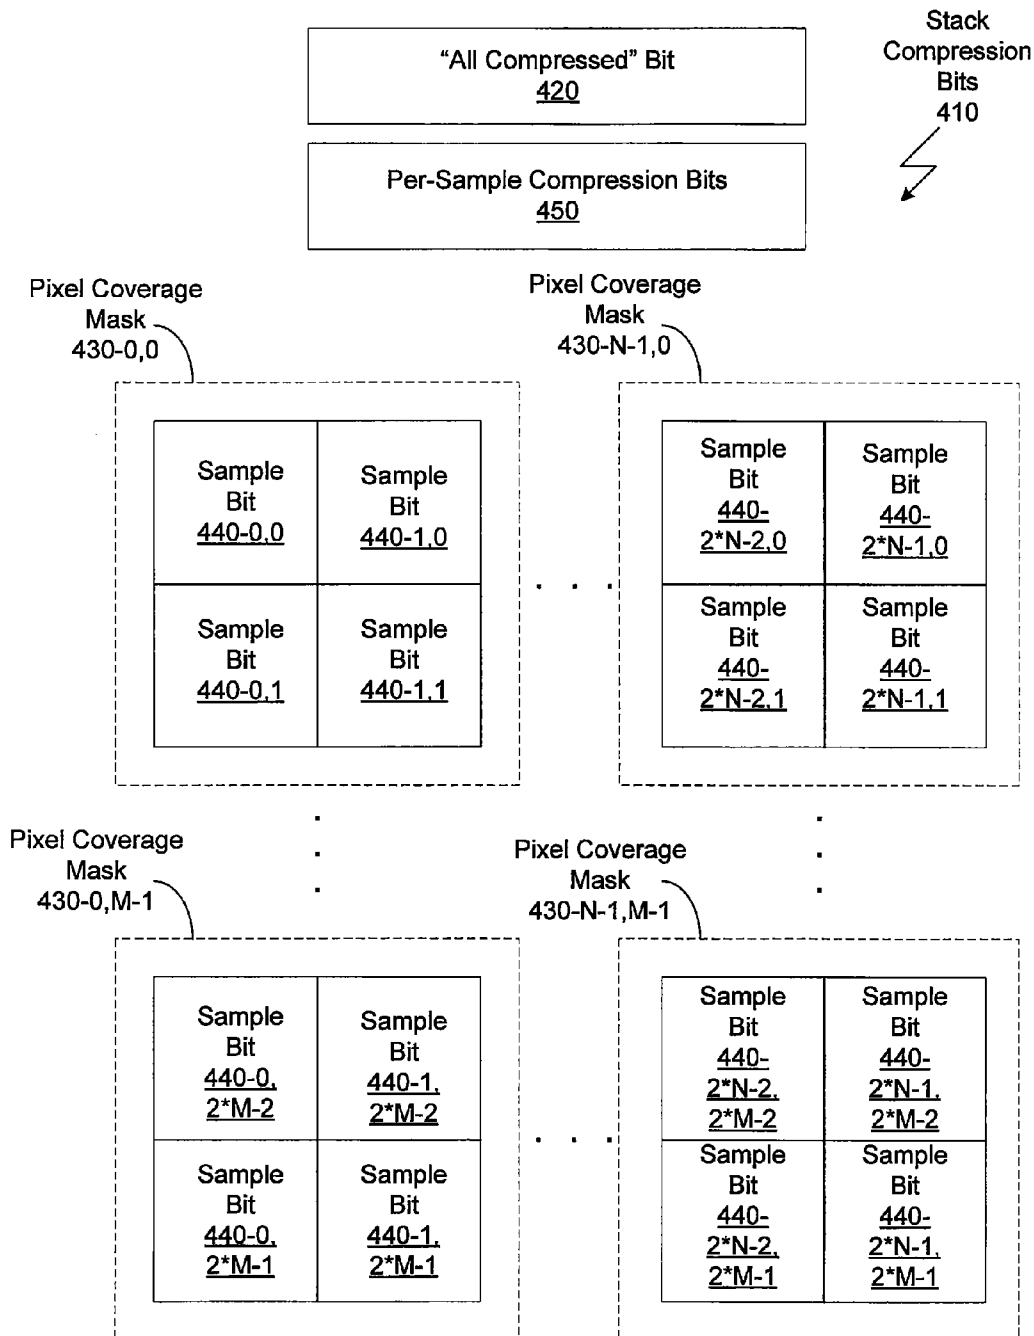 Stack
Compression
Bits
410
“All Compressed” Bit
420
Per-Sample Compression Bits
450
Pixel Coverage
Mask
430-0,0
Pixel Coverage
Mask
430-N-1,0
Sample
Bit
440-0,0
Sample
Bit
440-1,0
Sample
Bit
440-
2*N-2,0
Sample
Bit
440-
2*N-1,0
. . .
Sample
Bit
440-0,1
Sample
Bit
440-1,1
Sample
Bit
440-
2*N-2,1
Sample
Bit
440-
2*N-1,1
Pixel Coverage
Mask
430-0,M-1
Pixel Coverage
Mask
430-N-1,M-1
Sample
Bit
440-0,
2*M-2
Sample
Bit
440-1,
2*M-2
Sample
Bit
440-
2*N-2,
2*M-2
Sample
Bit
440-
2*N-1,
2*M-2
. . .
Sample
Bit
440-0,
2*M-1
Sample
Bit
440-1,
2*M-1
Sample
Bit
440-
2*N-2,
2*M-1
Sample
Bit
440-
2*N-1,
2*M-1